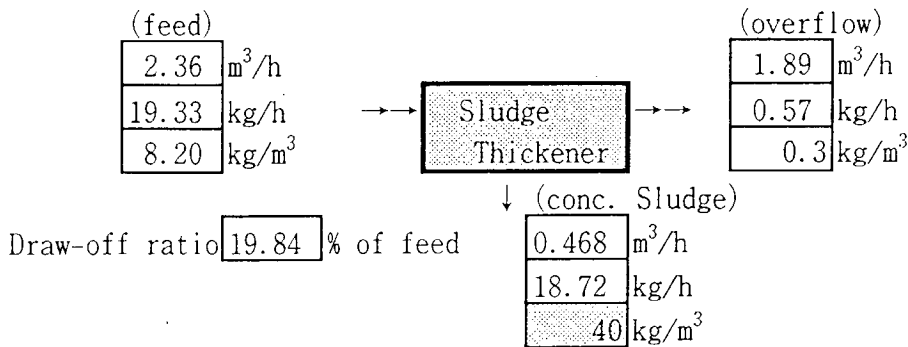 (feed) (overflow)
2.36 m³/h 1.89 m³/h
19.33 kg/h →→ Sludge →→ 0.57 kg/h
8.20 kg/m³ Thickener 0.3 kg/m³
↓ (conc. Sludge)
Draw-off ratio 19.84 % of feed 0.468 m³/h
18.72 kg/h
40 kg/m³